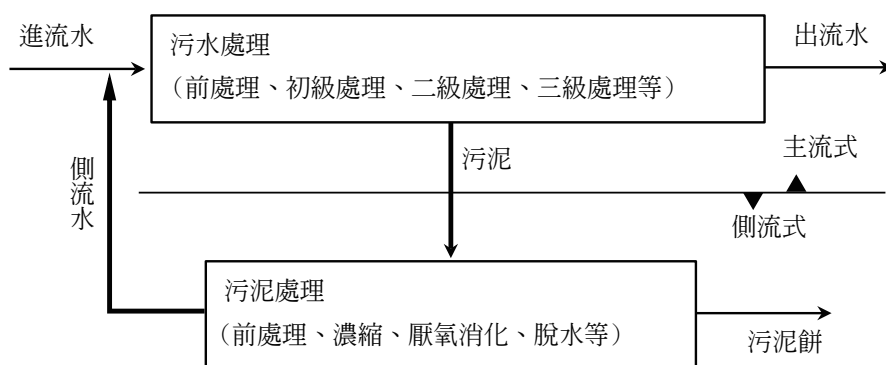 進流水
污水處理
（前處理、初級處理、二級處理、三級處理等）
出流水
側流水
污泥
主流式
側流式
污泥處理
（前處理、濃縮、厭氧消化、脫水等）
污泥餅